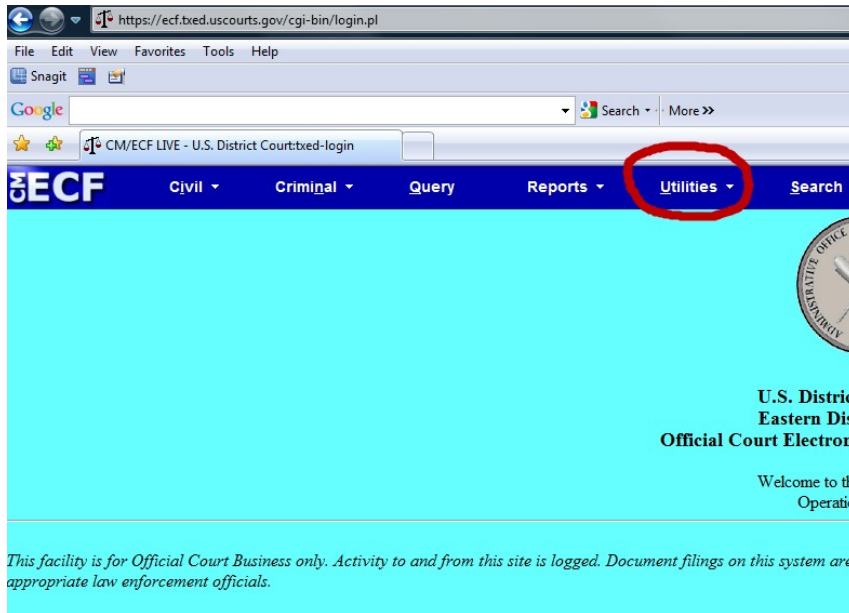 https://ecf.txed.uscourts.gov/cgi-bin/login.pl
File Edit View Favorites Tools Help
Snagit
Google Search More >>
CM/ECF LIVE - U.S. District Court:txed-login
CM ECF Civil Criminal Query Reports Utilities Search
ADMINISTRATIVE OFFICE
U.S. Distri
Eastern Dis
Official Court Electron
Welcome to th
Operati
This facility is for Official Court Business only. Activity to and from this site is logged. Document filings on this system are
appropriate law enforcement officials.